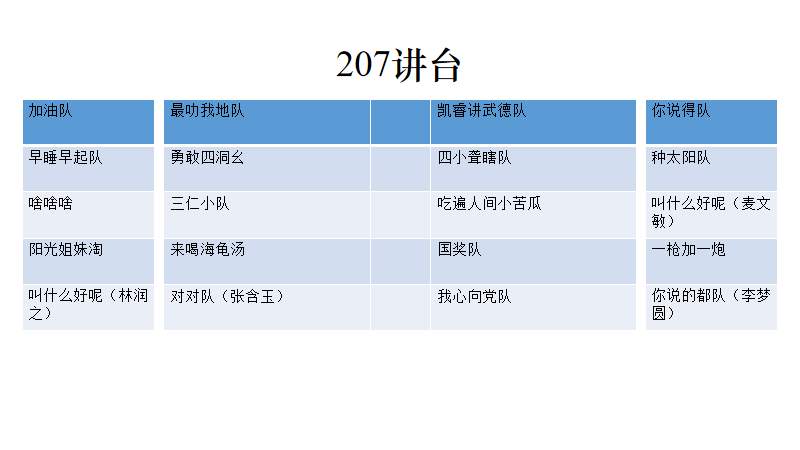 207讲台
加油队
最叻我地队
凯睿讲武德队
你说得队
早睡早起队
勇敢四洞幺
四小聋瞎队
种太阳队
啥啥啥
三仁小队
吃遍人间小苦瓜
叫什么好呢（麦文
敏）
阳光姐妹淘
来喝海龟汤
国奖队
一枪加一炮
叫什么好呢（林润
之）
对对队（张含玉）
我心向党队
你说的都队（李梦
圆）